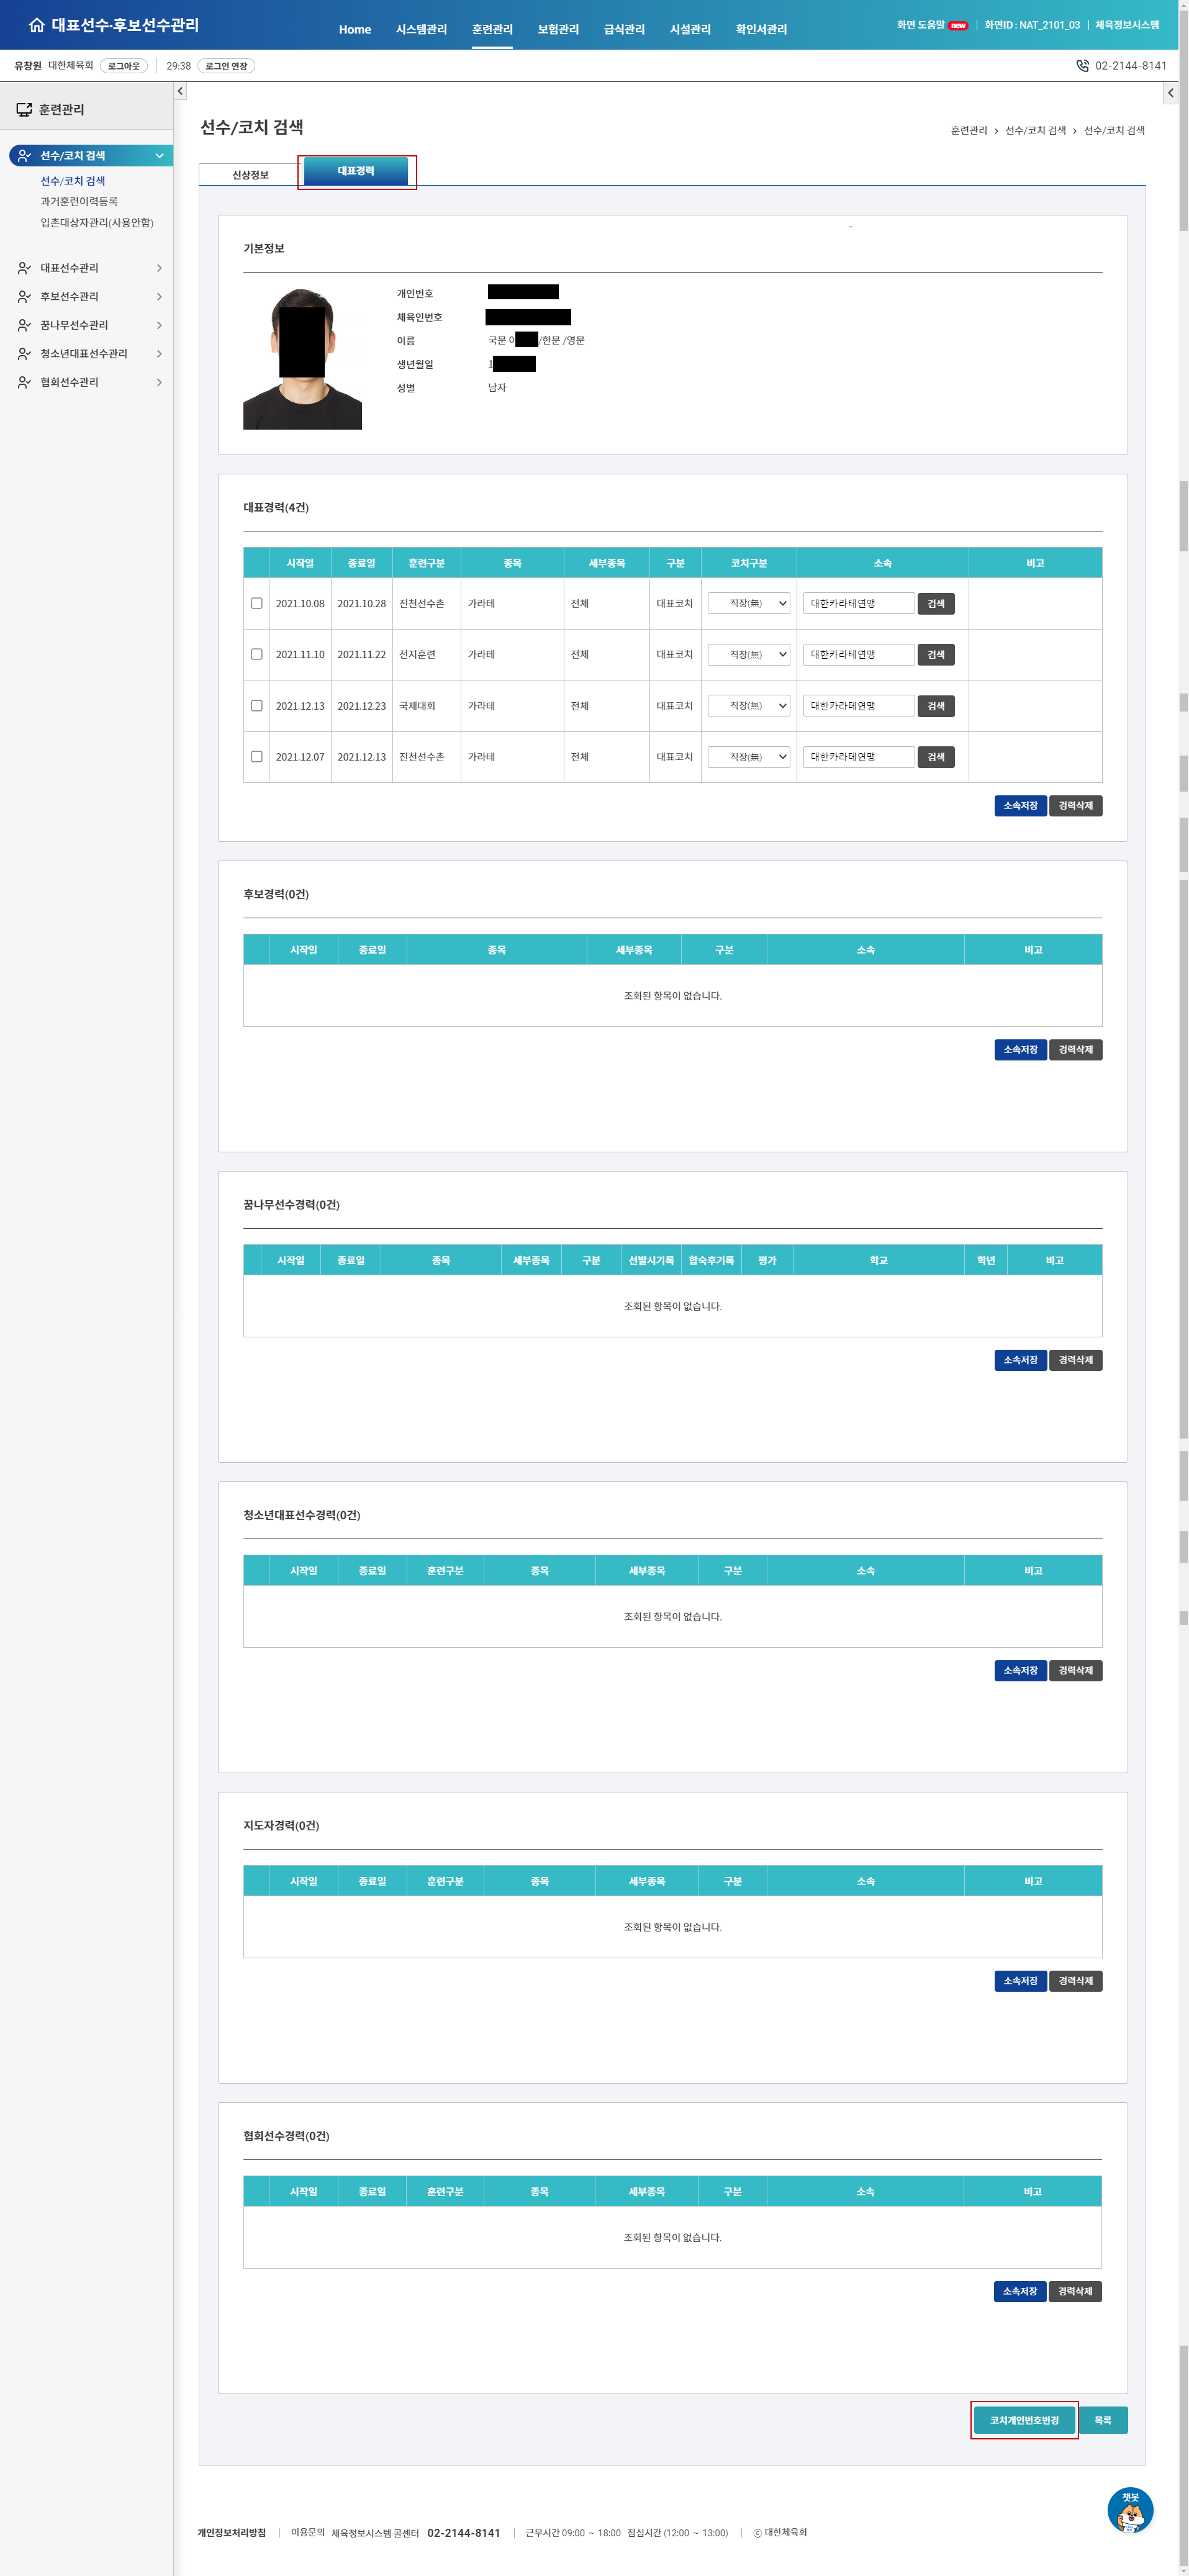 대표선수·후보선수관리
Home 시스템관리 훈련관리 보험관리 급식관리 시설관리 확인서관리
화면 도움말 new 화면ID : NAT_2101_03 체육정보시스템
유창원 대한체육회 로그아웃 29:38 로그인 연장
02-2144-8141
훈련관리
선수/코치 검색
선수/코치 검색
과거훈련이력등록
입촌대상자관리(사용안함)
대표선수관리
후보선수관리
꿈나무선수관리
청소년대표선수관리
협회선수관리
선수/코치 검색
훈련관리 > 선수/코치 검색 > 선수/코치 검색
신상정보 대표경력
-
기본정보
개인번호
체육인번호
이름 국문 이 /한문 /영문
생년월일 1
성별 남자
대표경력(4건)
시작일 종료일 훈련구분 종목 세부종목 구분 코치구분 소속 비고
2021.10.08 2021.10.28 진천선수촌 가라테 전체 대표코치 직장(無) 대한카라테연맹 검색
2021.11.10 2021.11.22 전지훈련 가라테 전체 대표코치 직장(無) 대한카라테연맹 검색
2021.12.13 2021.12.23 국제대회 가라테 전체 대표코치 직장(無) 대한카라테연맹 검색
2021.12.07 2021.12.13 진천선수촌 가라테 전체 대표코치 직장(無) 대한카라테연맹 검색
소속저장 경력삭제
후보경력(0건)
시작일 종료일 종목 세부종목 구분 소속 비고
조회된 항목이 없습니다.
소속저장 경력삭제
꿈나무선수경력(0건)
시작일 종료일 종목 세부종목 구분 선발시기록 합숙후기록 평가 학교 학년 비고
조회된 항목이 없습니다.
소속저장 경력삭제
청소년대표선수경력(0건)
시작일 종료일 훈련구분 종목 세부종목 구분 소속 비고
조회된 항목이 없습니다.
소속저장 경력삭제
지도자경력(0건)
시작일 종료일 훈련구분 종목 세부종목 구분 소속 비고
조회된 항목이 없습니다.
소속저장 경력삭제
협회선수경력(0건)
시작일 종료일 훈련구분 종목 세부종목 구분 소속 비고
조회된 항목이 없습니다.
소속저장 경력삭제
코치개인번호변경 목록
챗봇
개인정보처리방침 이용문의 체육정보시스템 콜센터 02-2144-8141 근무시간 09:00 ~ 18:00 점심시간 (12:00 ~ 13:00) ⓒ 대한체육회